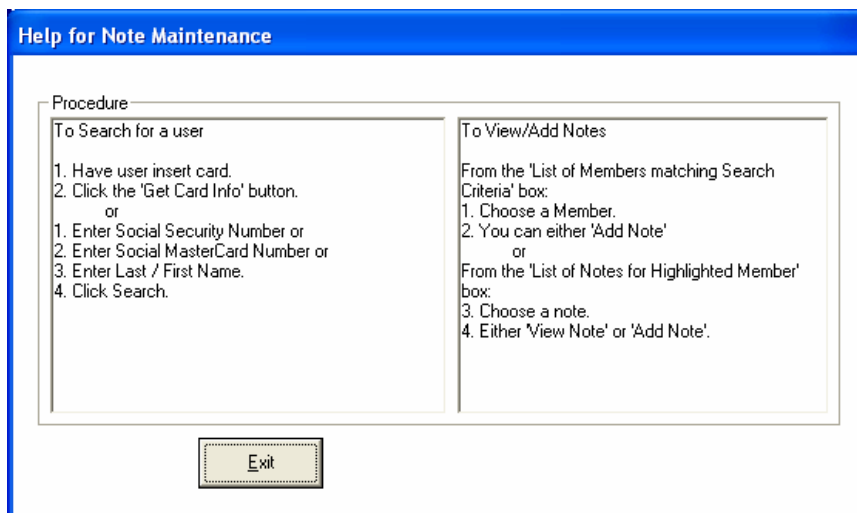 Help for Note Maintenance
Procedure
To Search for a user
1. Have user insert card.
2. Click the 'Get Card Info' button.
or
1. Enter Social Security Number or
2. Enter Social MasterCard Number or
3. Enter Last / First Name.
4. Click Search.
To View/Add Notes
From the 'List of Members matching Search
Criteria' box:
1. Choose a Member.
2. You can either 'Add Note'
or
From the 'List of Notes for Highlighted Member'
box:
3. Choose a note.
4. Either 'View Note' or 'Add Note'.
Exit